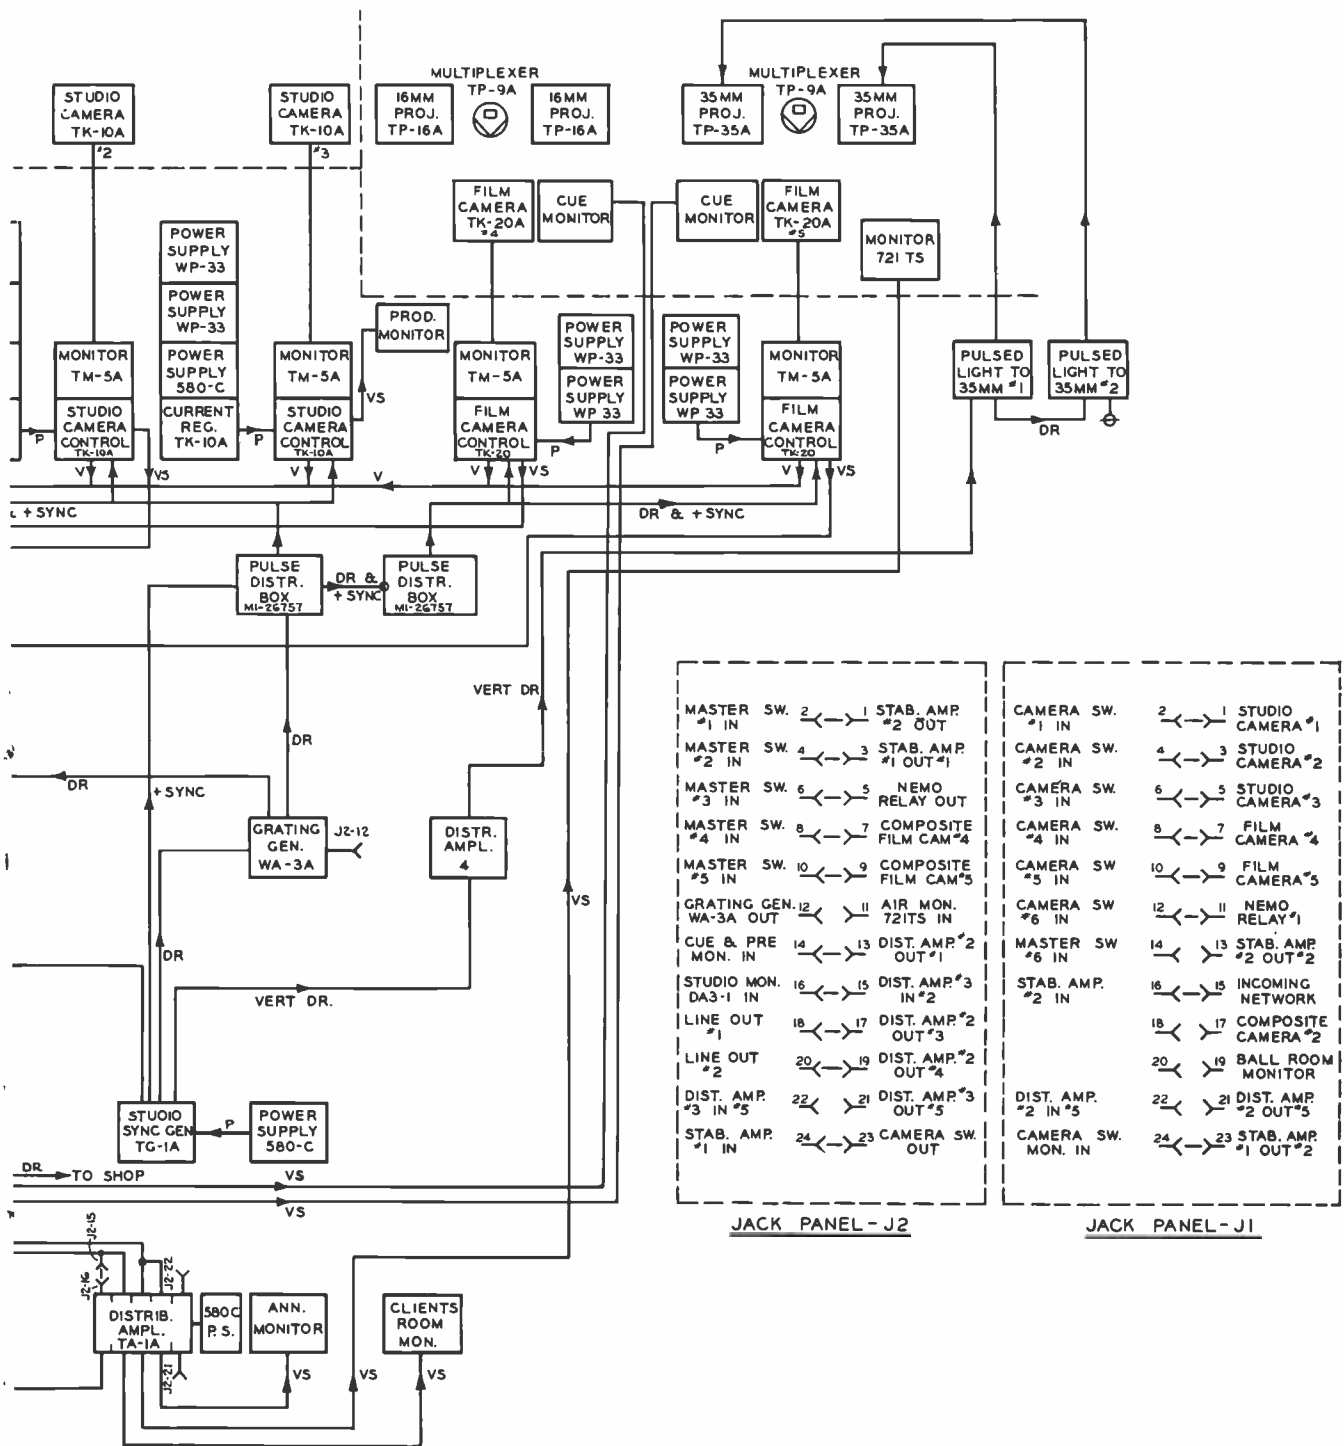 MULTIPLEXER
TP-9A
MULTIPLEXER
TP-9A
STUDIO
CAMERA
TK-10A
#2
STUDIO
CAMERA
TK-10A
#3
16MM
PROJ.
TP-16A
16MM
PROJ.
TP-16A
35MM
PROJ.
TP-35A
35MM
PROJ.
TP-35A
FILM
CAMERA
TK-20A
#4
CUE
MONITOR
CUE
MONITOR
FILM
CAMERA
TK-20A
#5
MONITOR
721 TS
POWER
SUPPLY
WP-33
POWER
SUPPLY
WP-33
POWER
SUPPLY
580-C
CURRENT
REG.
TK-10A
PROD.
MONITOR
MONITOR
TM-5A
STUDIO
CAMERA
CONTROL
TK-10A
MONITOR
TM-5A
STUDIO
CAMERA
CONTROL
TK-10A
MONITOR
TM-5A
FILM
CAMERA
CONTROL
TK-20
POWER
SUPPLY
WP-33
POWER
SUPPLY
WP 33
POWER
SUPPLY
WP-33
POWER
SUPPLY
WP 33
MONITOR
TM-5A
FILM
CAMERA
CONTROL
TK-20
PULSED
LIGHT TO
35MM #1
PULSED
LIGHT TO
35MM #2
DR
P
P
VS
P
P
V
VS
V
V
V
VS
V
VS
L + SYNC
DR & + SYNC
PULSE
DISTR.
BOX
MI-26757
DR &
+ SYNC
PULSE
DISTR.
BOX
MI-26757
VERT DR
DR
DR
+ SYNC
GRATING
GEN.
WA-3A
J2-12
DISTR.
AMPL.
4
VS
DR
VERT DR.
STUDIO
SYNC GEN
TG-1A
P
POWER
SUPPLY
580-C
DR
TO SHOP
VS
VS
J2-15
J2-16
J2-22
DISTRIB.
AMPL.
TA-1A
580C
P.S.
ANN.
MONITOR
CLIENTS
ROOM
MON.
J2-21
VS
VS
VS
MASTER SW. 2 1 STAB. AMP.
#1 IN #2 OUT
MASTER SW. 4 3 STAB. AMP.
#2 IN #1 OUT #1
MASTER SW. 6 5 NEMO
#3 IN RELAY OUT
MASTER SW. 8 7 COMPOSITE
#4 IN FILM CAM #4
MASTER SW. 10 9 COMPOSITE
#5 IN FILM CAM #5
GRATING GEN. 12 11 AIR MON.
WA-3A OUT 721TS IN
CUE & PRE 14 13 DIST. AMP. #2
MON. IN OUT #1
STUDIO MON. 16 15 DIST. AMP. #3
DA3-1 IN IN #2
LINE OUT 18 17 DIST. AMP. #2
#1 OUT #3
LINE OUT 20 19 DIST. AMP. #2
#2 OUT #4
DIST. AMP. 22 21 DIST. AMP. #3
#3 IN #5 OUT #5
STAB. AMP. 24 23 CAMERA SW.
#1 IN OUT
JACK PANEL-J2
CAMERA SW. 2 1 STUDIO
#1 IN CAMERA #1
CAMERA SW. 4 3 STUDIO
#2 IN CAMERA #2
CAMERA SW. 6 5 STUDIO
#3 IN CAMERA #3
CAMERA SW. 8 7 FILM
#4 IN CAMERA #4
CAMERA SW 10 9 FILM
#5 IN CAMERA #5
CAMERA SW 12 11 NEMO
#6 IN RELAY #1
MASTER SW 14 13 STAB. AMP.
#6 IN #2 OUT #2
STAB. AMP. 16 15 INCOMING
#2 IN NETWORK
18 17 COMPOSITE
CAMERA #2
20 19 BALL ROOM
MONITOR
DIST. AMP. 22 21 DIST. AMP.
#2 IN #5 #2 OUT #5
CAMERA SW. 24 23 STAB. AMP.
MON. IN #1 OUT #2
JACK PANEL-J1